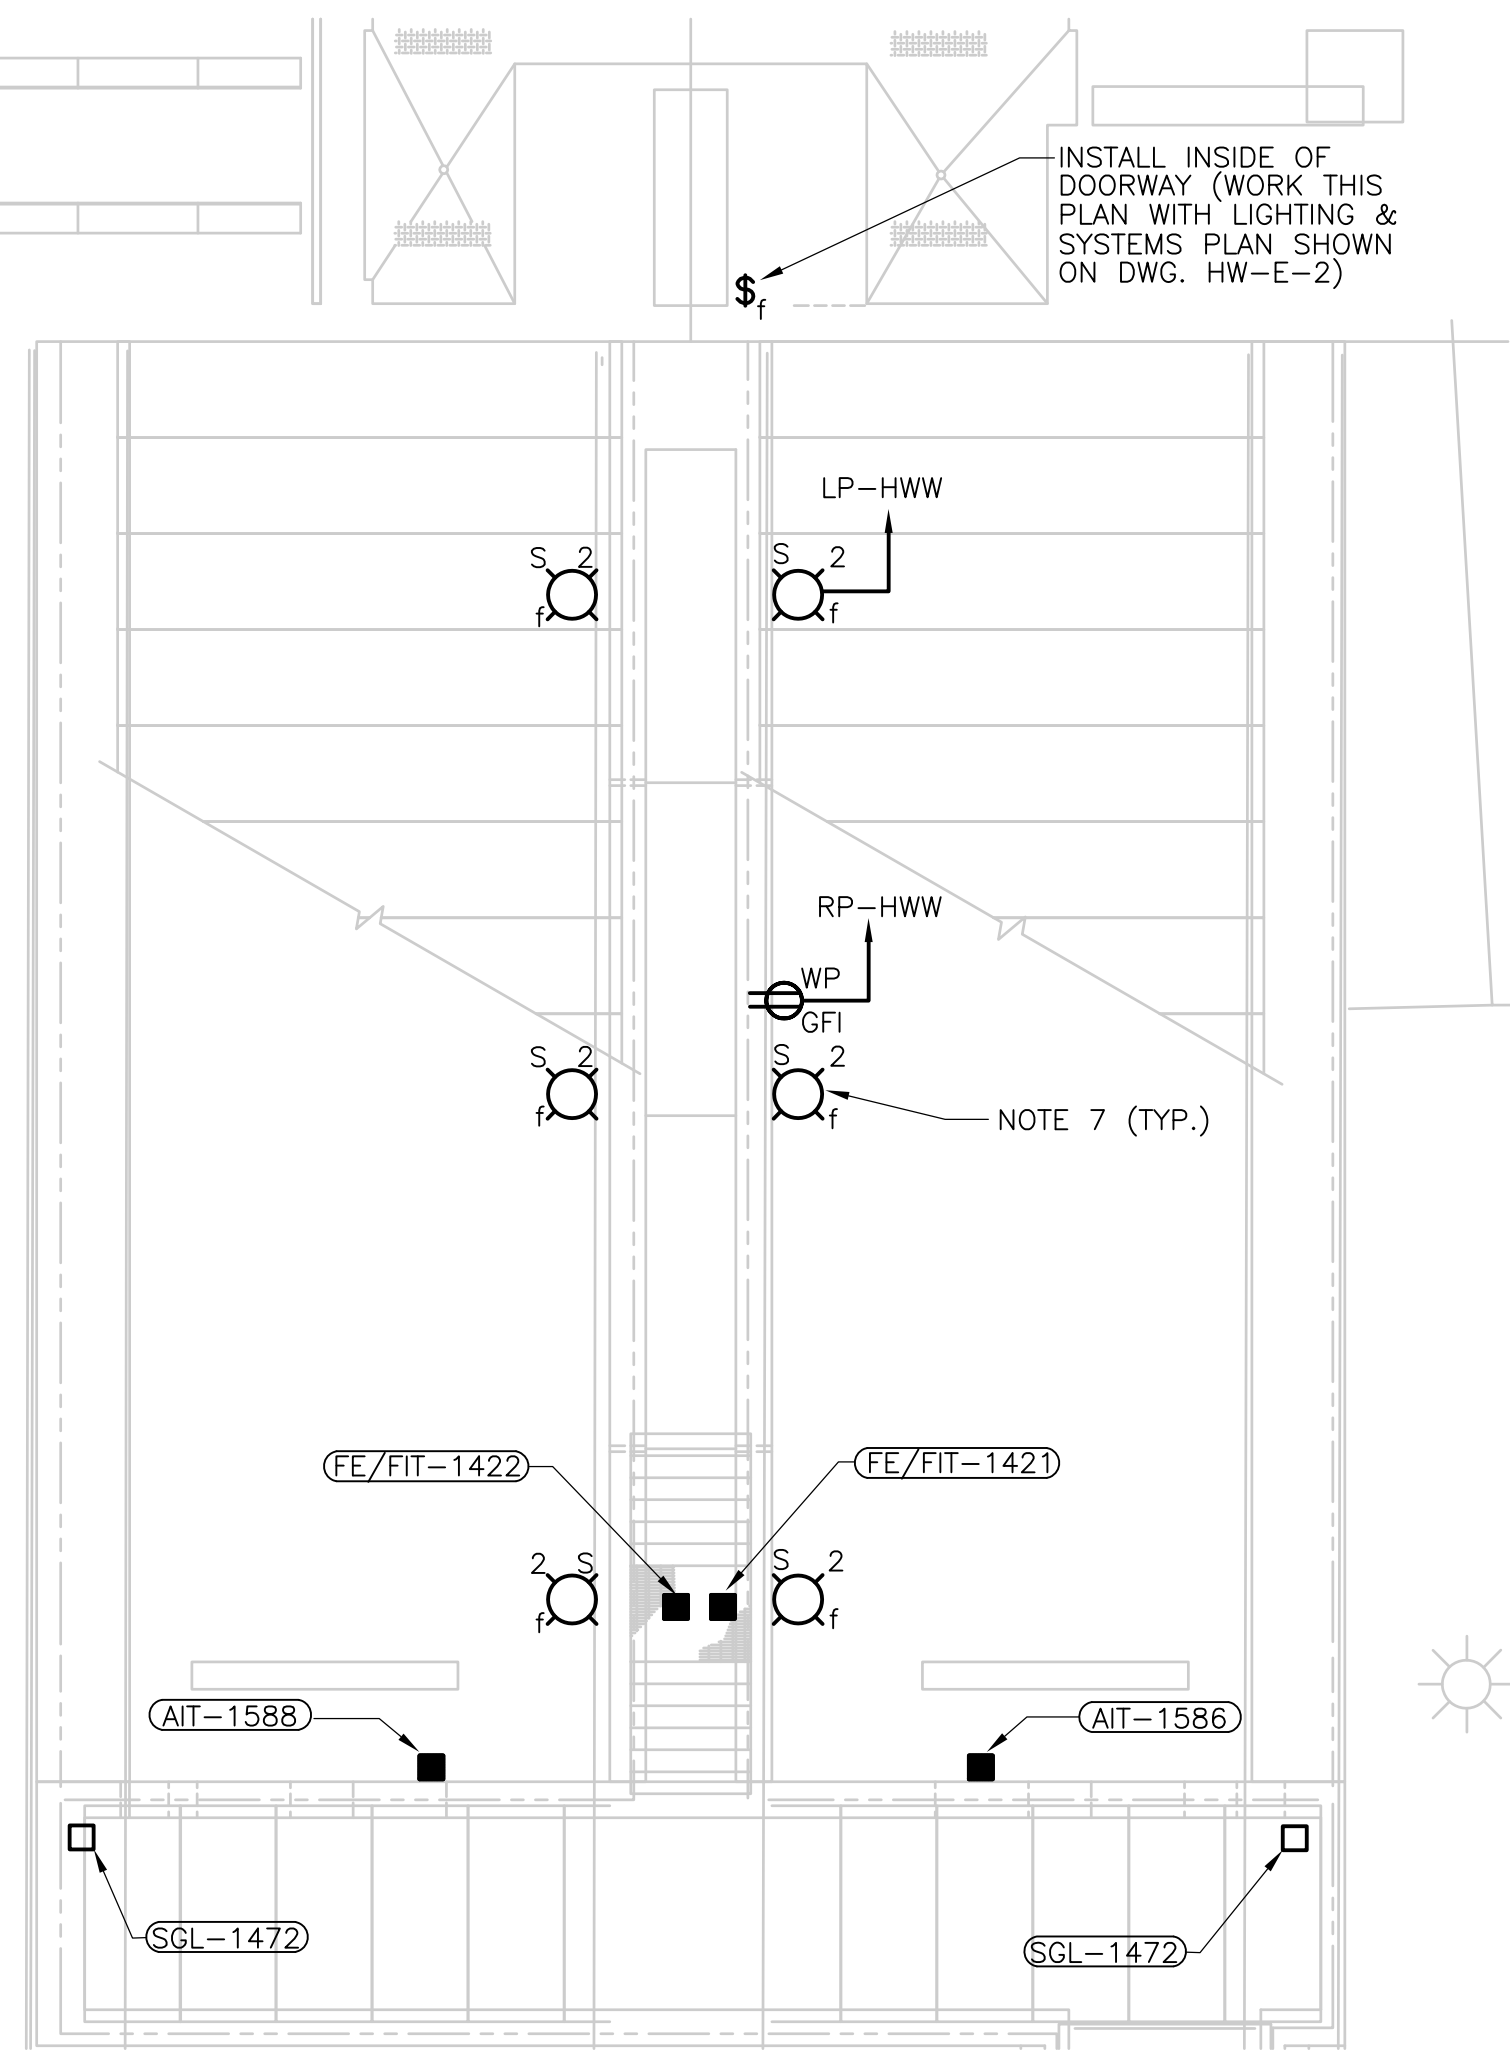 INSTALL INSIDE OF
DOORWAY (WORK THIS
PLAN WITH LIGHTING &
SYSTEMS PLAN SHOWN
ON DWG. HW-E-2)
$
f
LP-HWW
S 2
f
S 2
f
RP-HWW
WP
GFI
S 2
f
S 2
f
NOTE 7 (TYP.)
FE/FIT-1422
FE/FIT-1421
2 S
f
S 2
f
AIT-1588
AIT-1586
SGL-1472
SGL-1472